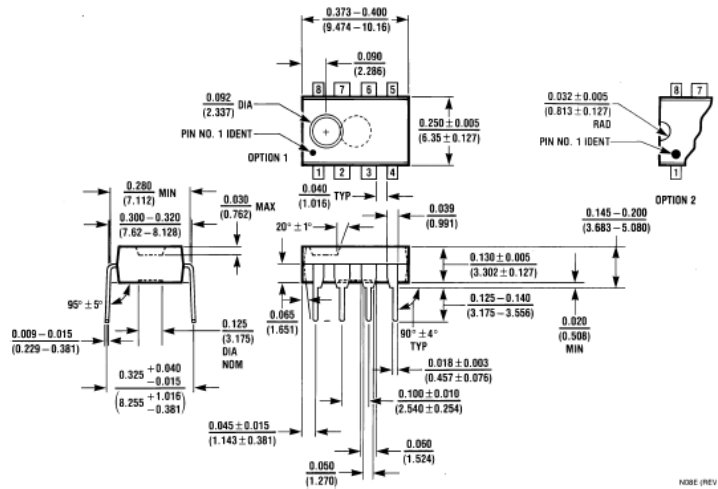 0.373–0.400
(9.474–10.16)
0.090
(2.286)
8 7 6 5
0.092
(2.337) DIA
PIN NO. 1 IDENT
OPTION 1
1 2 3 4
0.250 ± 0.005
(6.35 ± 0.127)
0.032 ± 0.005
(0.813 ± 0.127)
RAD
PIN NO. 1 IDENT
8 7
1
OPTION 2
0.280
(7.112) MIN
0.300–0.320
(7.62–8.128)
0.030
(0.762) MAX
0.040
(1.016) TYP
0.039
(0.991)
20° ± 1°
0.145–0.200
(3.683–5.080)
0.130 ± 0.005
(3.302 ± 0.127)
0.125–0.140
(3.175–3.556)
0.020
(0.508)
MIN
95° ± 5°
0.009–0.015
(0.229–0.381)
0.125
(3.175)
DIA
NOM
0.065
(1.651)
90° ± 4°
TYP
0.018 ± 0.003
(0.457 ± 0.076)
0.325 +0.040
−0.015
(8.255 +1.016
−0.381)
0.100 ± 0.010
(2.540 ± 0.254)
0.045 ± 0.015
(1.143 ± 0.381)
0.060
(1.524)
0.050
(1.270)
N08E (REV